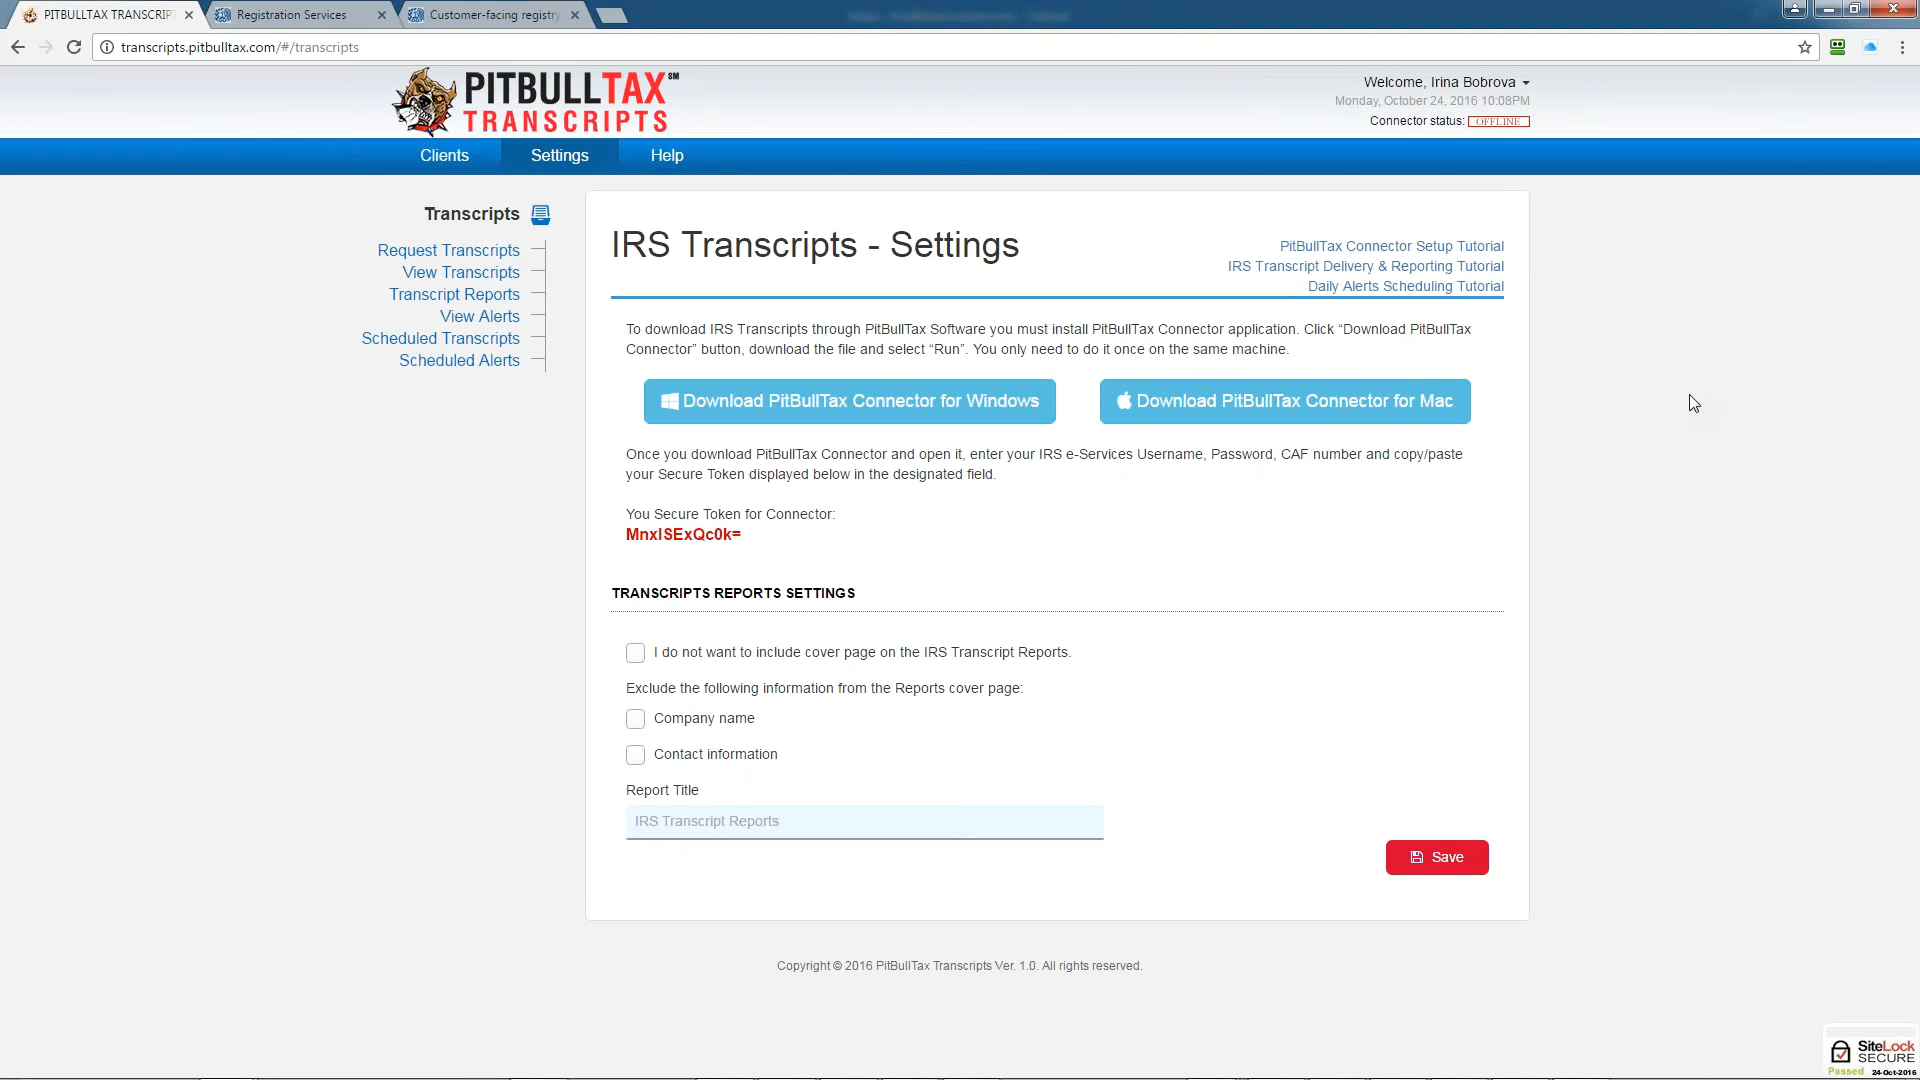 PITBULLTAX TRANSCRIPT
Registration Services
Customer-facing registry
transcripts.pitbulltax.com/#/transcripts
PITBULLTAX SM
TRANSCRIPTS
Welcome, Irina Bobrova
Monday, October 24, 2016 10:08PM
Connector status: OFFLINE
Clients
Settings
Help
Transcripts
Request Transcripts
View Transcripts
Transcript Reports
View Alerts
Scheduled Transcripts
Scheduled Alerts
IRS Transcripts - Settings
PitBullTax Connector Setup Tutorial
IRS Transcript Delivery & Reporting Tutorial
Daily Alerts Scheduling Tutorial
To download IRS Transcripts through PitBullTax Software you must install PitBullTax Connector application. Click “Download PitBullTax
Connector” button, download the file and select “Run”. You only need to do it once on the same machine.
Download PitBullTax Connector for Windows
Download PitBullTax Connector for Mac
Once you download PitBullTax Connector and open it, enter your IRS e-Services Username, Password, CAF number and copy/paste
your Secure Token displayed below in the designated field.
You Secure Token for Connector:
MnxlSExQc0k=
TRANSCRIPTS REPORTS SETTINGS
I do not want to include cover page on the IRS Transcript Reports.
Exclude the following information from the Reports cover page:
Company name
Contact information
Report Title
IRS Transcript Reports
Save
Copyright © 2016 PitBullTax Transcripts Ver. 1.0. All rights reserved.
SiteLock
SECURE
Passed 24-Oct-2016